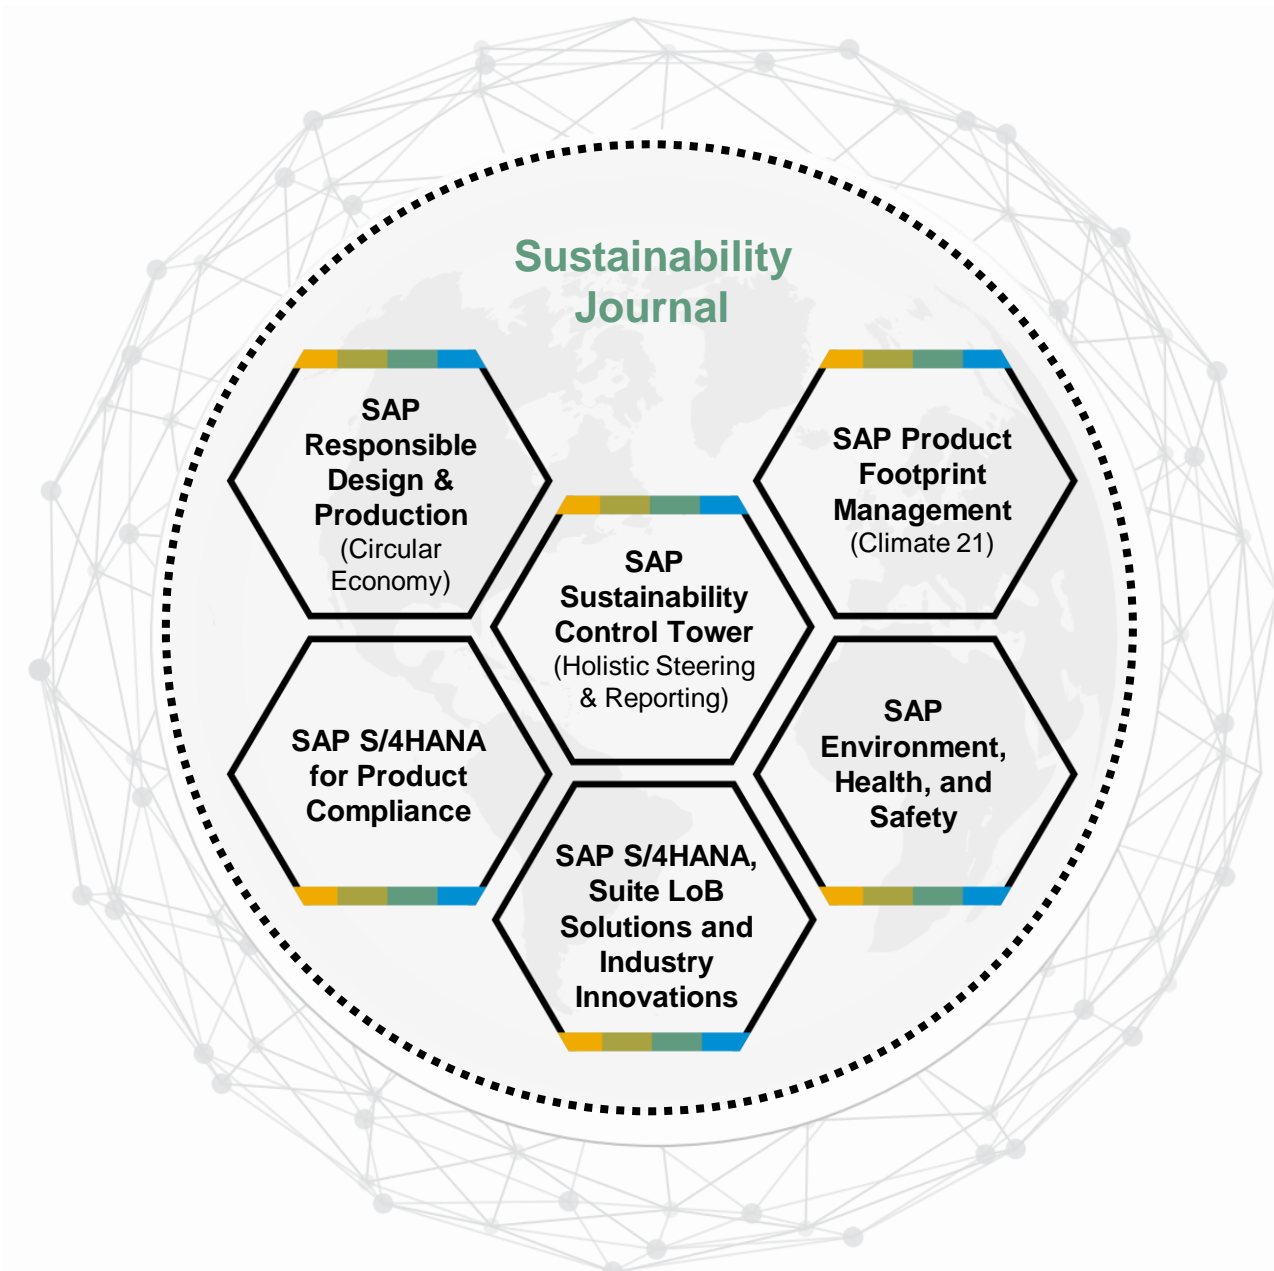 Sustainability
Journal
SAP
Responsible
Design &
Production
(Circular
Economy)
SAP Product
Footprint
Management
(Climate 21)
SAP
Sustainability
Control Tower
(Holistic Steering
& Reporting)
SAP S/4HANA
for Product
Compliance
SAP
Environment,
Health, and
Safety
SAP S/4HANA,
Suite LoB
Solutions and
Industry
Innovations